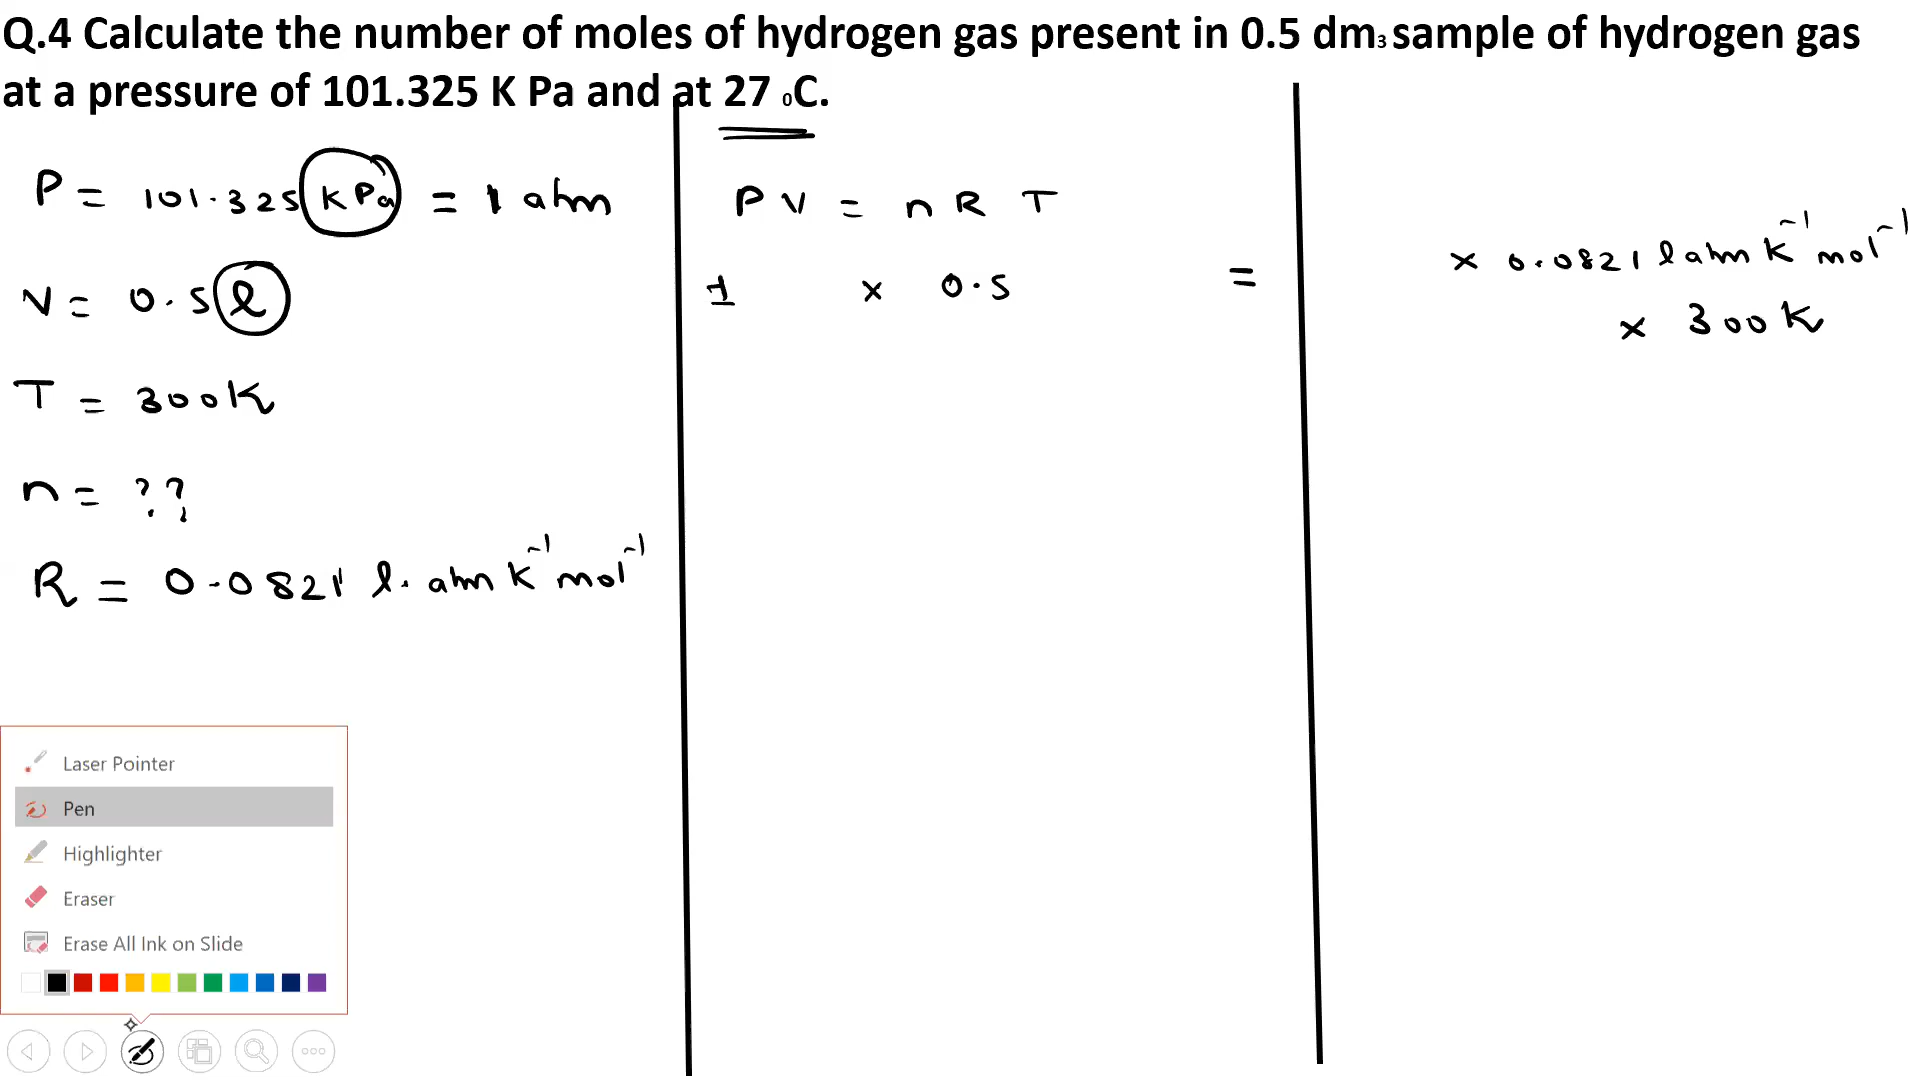 Q.4 Calculate the number of moles of hydrogen gas present in 0.5 dm3 sample of hydrogen gas
at a pressure of 101.325 K Pa and at 27 0C.
P = 101.325 KPa = 1 atm
V = 0.5 l
T = 300K
n = ??
R = 0.0821 l. atm K⁻¹ mol⁻¹
PV = nRT
1 × 0.5 =
× 0.0821 l atm K⁻¹ mol⁻¹
× 300K
Laser Pointer
Pen
Highlighter
Eraser
Erase All Ink on Slide